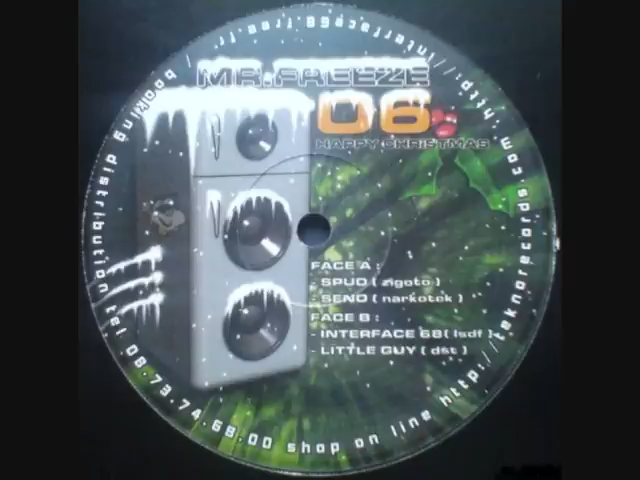 MR.FREEZE
06
HAPPY CHRISTMAS
FACE A :
- SPUD ( zigoto )
- SENO ( narkotek )
FACE B :
- INTERFACE 68( lsdf )
- LITTLE GUY ( dst )
http://interface68.free.fr / booking distribution tel 08.73.74.68.00 shop on line http://teknorecords.com